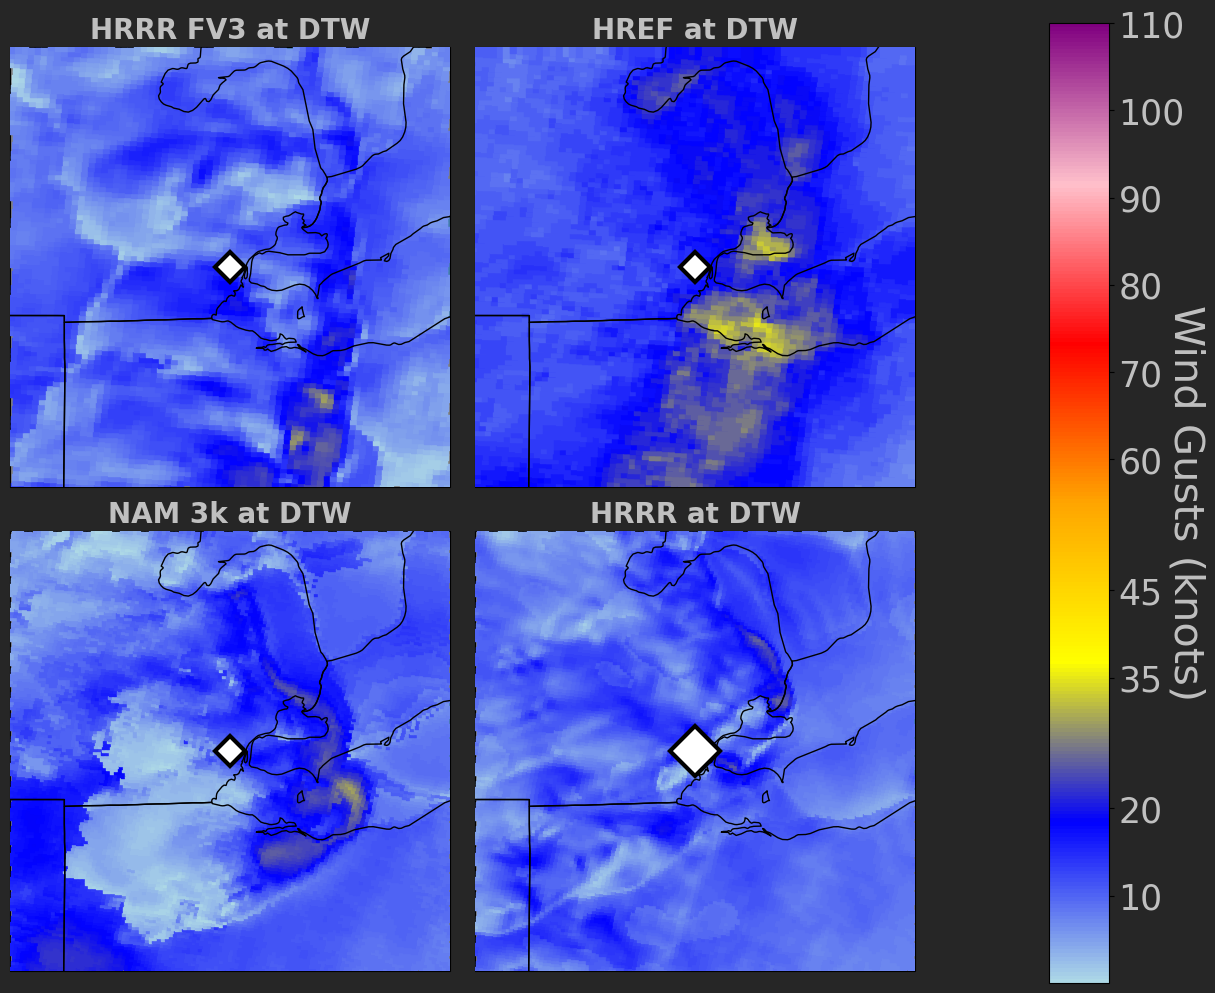 HRRR FV3 at DTW
HREF at DTW
NAM 3k at DTW
HRRR at DTW
110
100
90
80
70
60
45
35
20
10
Wind Gusts (knots)